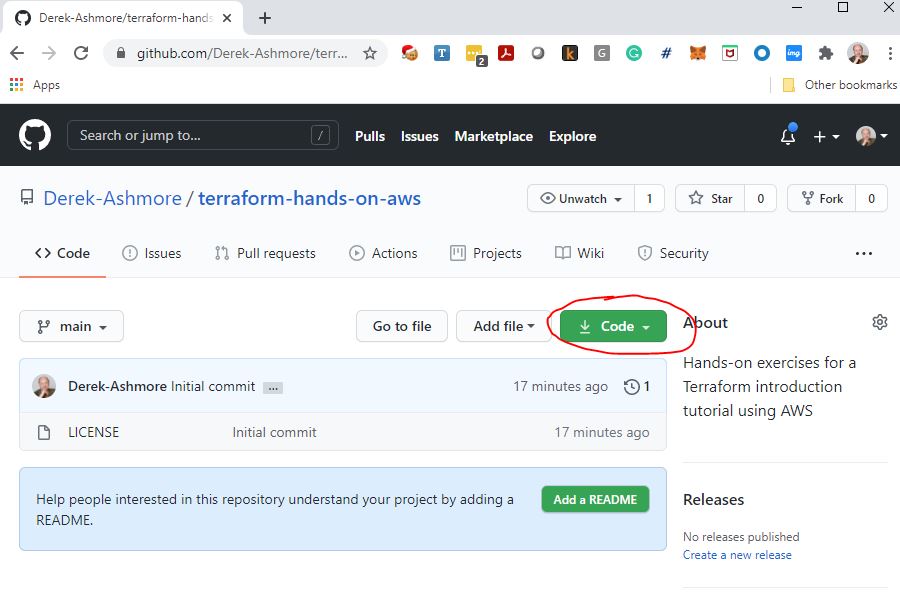 Derek-Ashmore/terraform-hands
github.com/Derek-Ashmore/terr...
2
Apps
Other bookmarks
Search or jump to...
/
Pulls
Issues
Marketplace
Explore
Derek-Ashmore / terraform-hands-on-aws
Unwatch
1
Star
0
Fork
0
Code
Issues
Pull requests
Actions
Projects
Wiki
Security
main
Go to file
Add file
Code
About
Hands-on exercises for a
Terraform introduction
tutorial using AWS
Derek-Ashmore Initial commit ...
17 minutes ago
1
LICENSE
Initial commit
17 minutes ago
Help people interested in this repository understand your project by adding a
README.
Add a README
Releases
No releases published
Create a new release